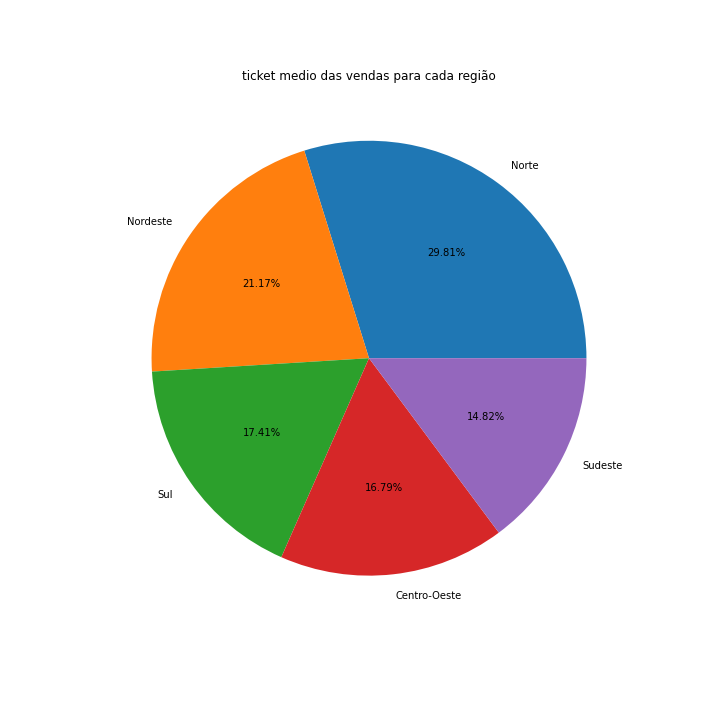 ticket medio das vendas para cada região
Norte
29.81%
Nordeste
21.17%
Sul
17.41%
Centro-Oeste
16.79%
Sudeste
14.82%